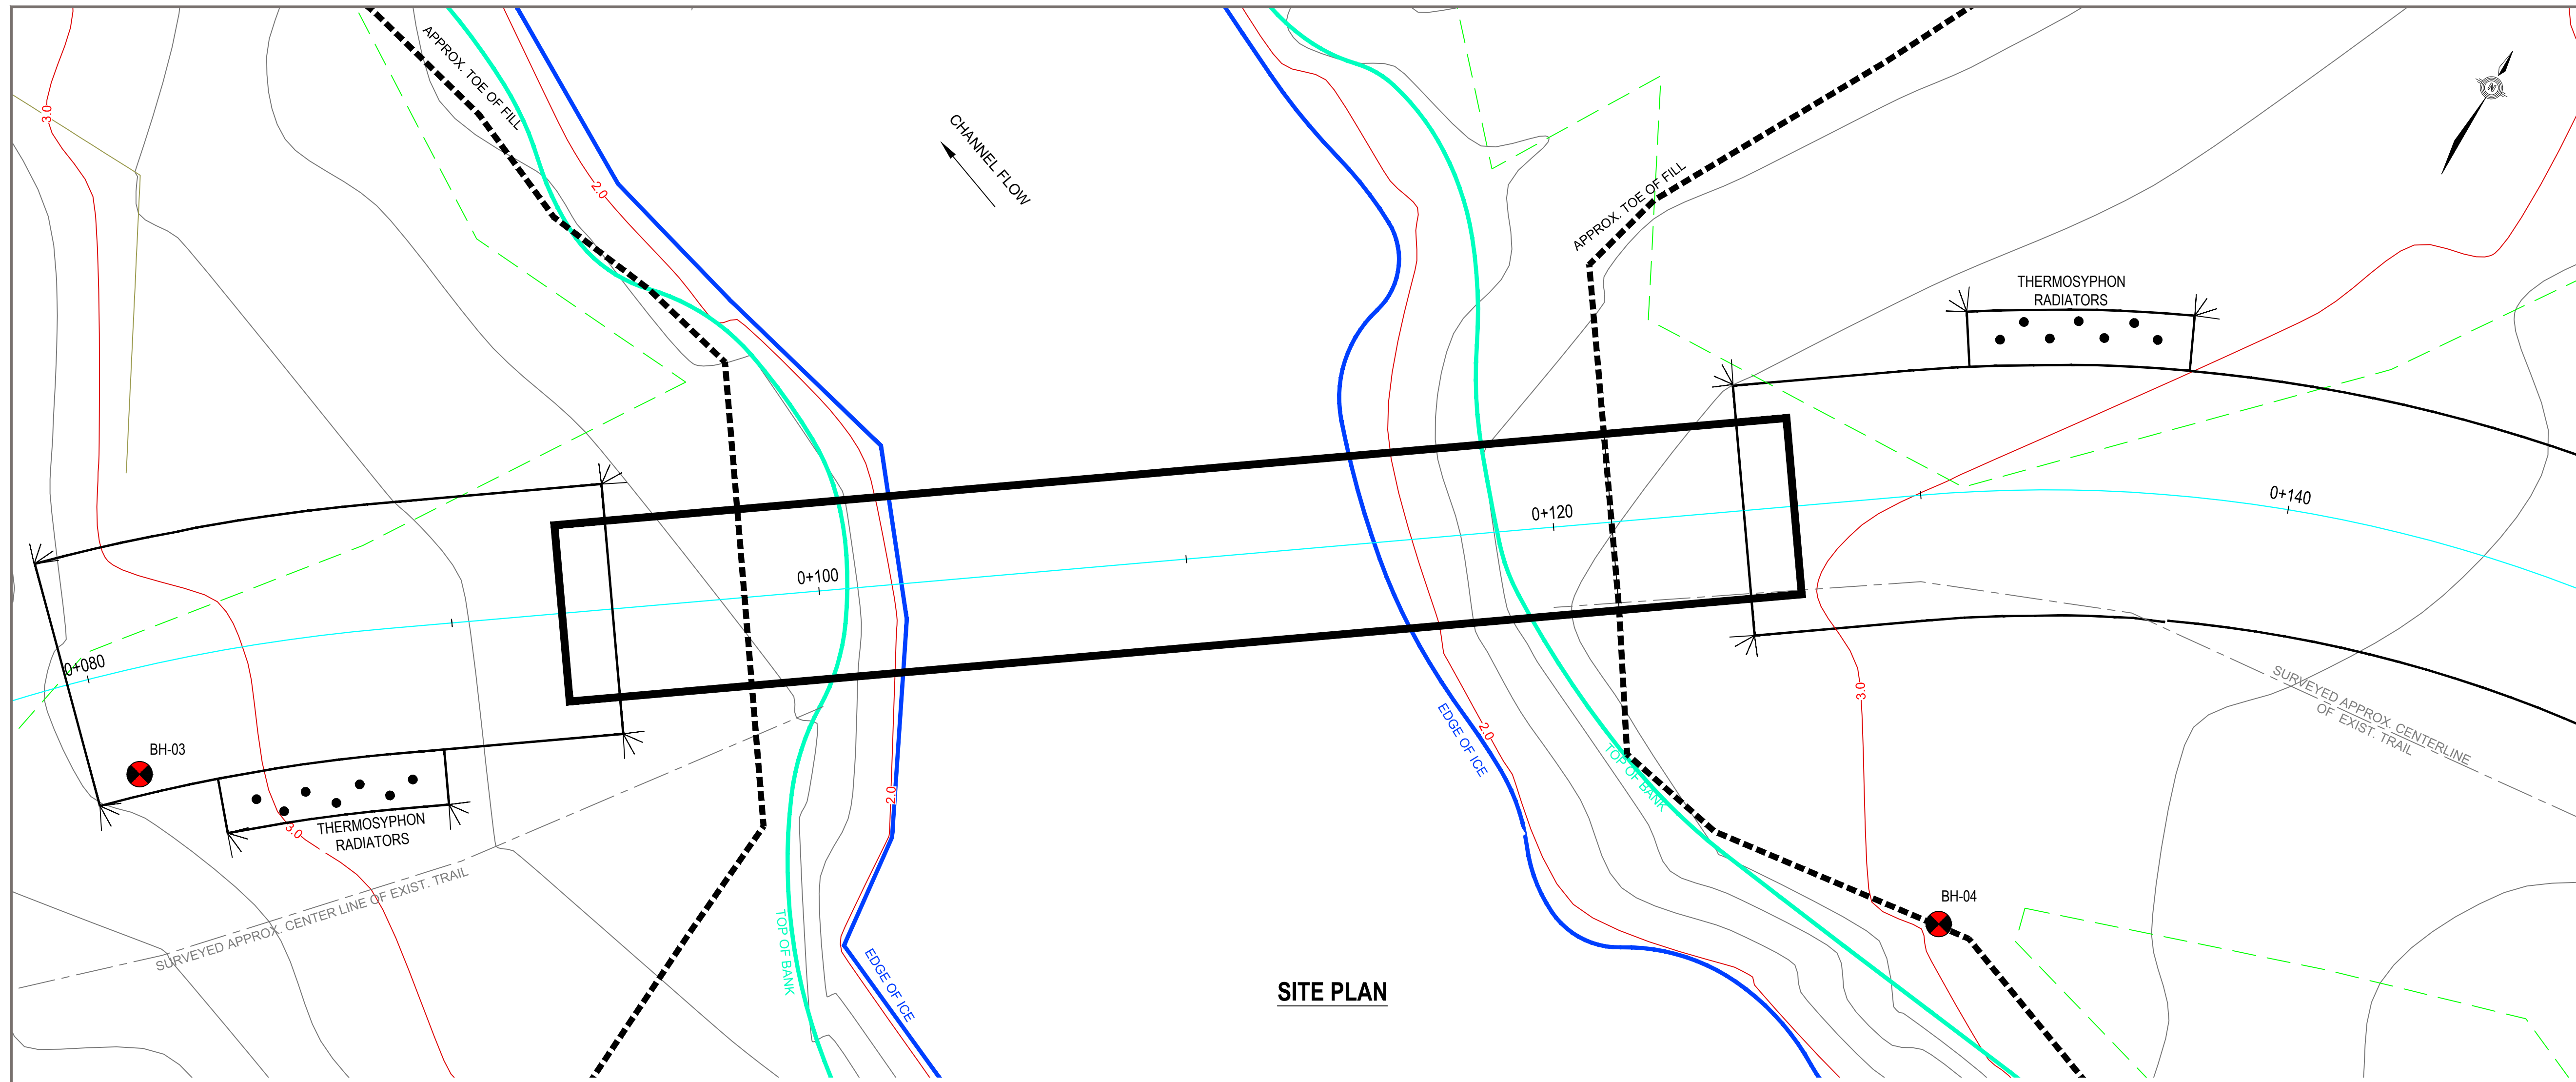 APPROX. TOE OF FILL
3.0
2.0
CHANNEL FLOW
N
APPROX. TOE OF FILL
THERMOSYPHON
RADIATORS
0+140
0+120
0+100
0+080
BH-03
3.0
THERMOSYPHON
RADIATORS
2.0
EDGE OF ICE
2.0
TOP OF BANK
3.0
SURVEYED APPROX. CENTERLINE
OF EXIST. TRAIL
SURVEYED APPROX. CENTER LINE OF EXIST. TRAIL
TOP OF BANK
EDGE OF ICE
BH-04
SITE PLAN